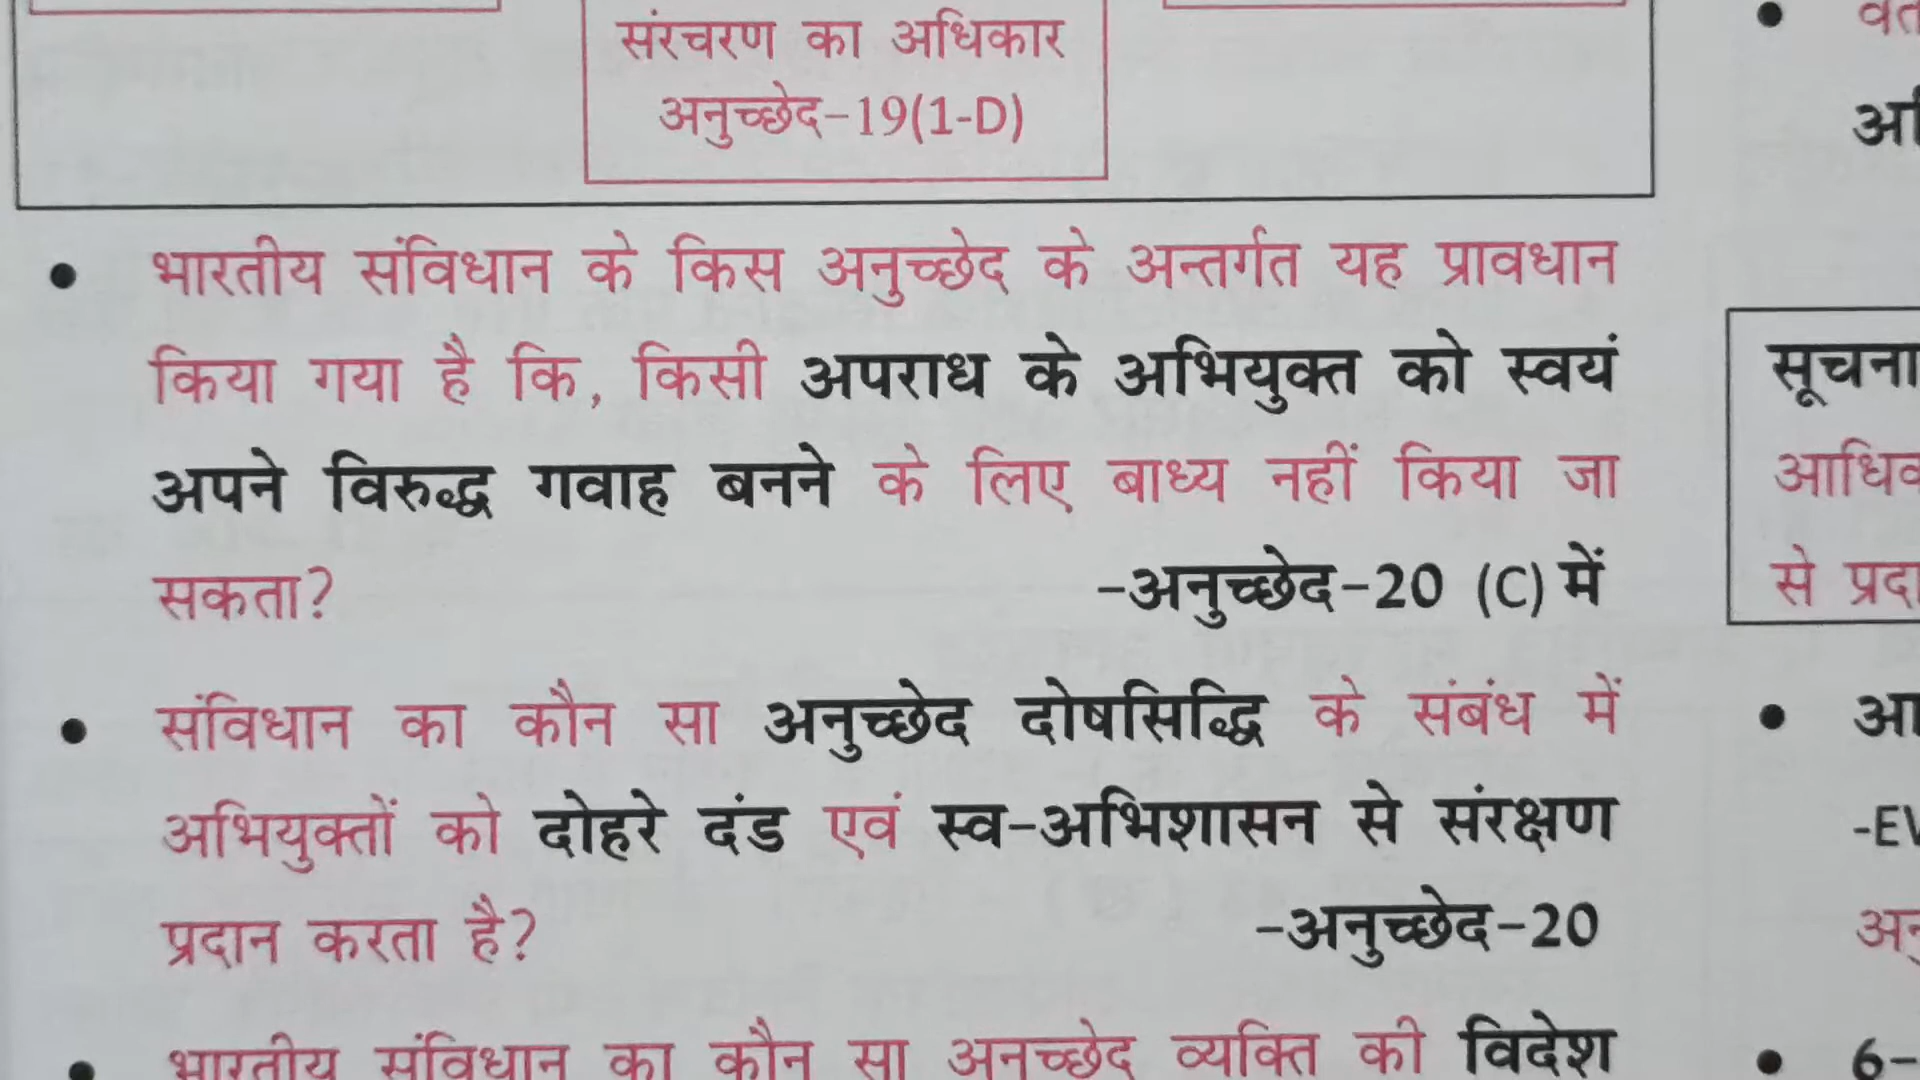 संरचरण का अधिकार
अनुच्छेद-19(1-D)
भारतीय संविधान के किस अनुच्छेद के अन्तर्गत यह प्रावधान
किया गया है कि, किसी अपराध के अभियुक्त को स्वयं
अपने विरुद्ध गवाह बनने के लिए बाध्य नहीं किया जा
सकता? -अनुच्छेद-20 (C) में
संविधान का कौन सा अनुच्छेद दोषसिद्धि के संबंध में
अभियुक्तों को दोहरे दंड एवं स्व-अभिशासन से संरक्षण
प्रदान करता है? -अनुच्छेद-20
भारतीय संविधान का कौन सा अनुच्छेद व्यक्ति की विदेश
सूचना
से
6-